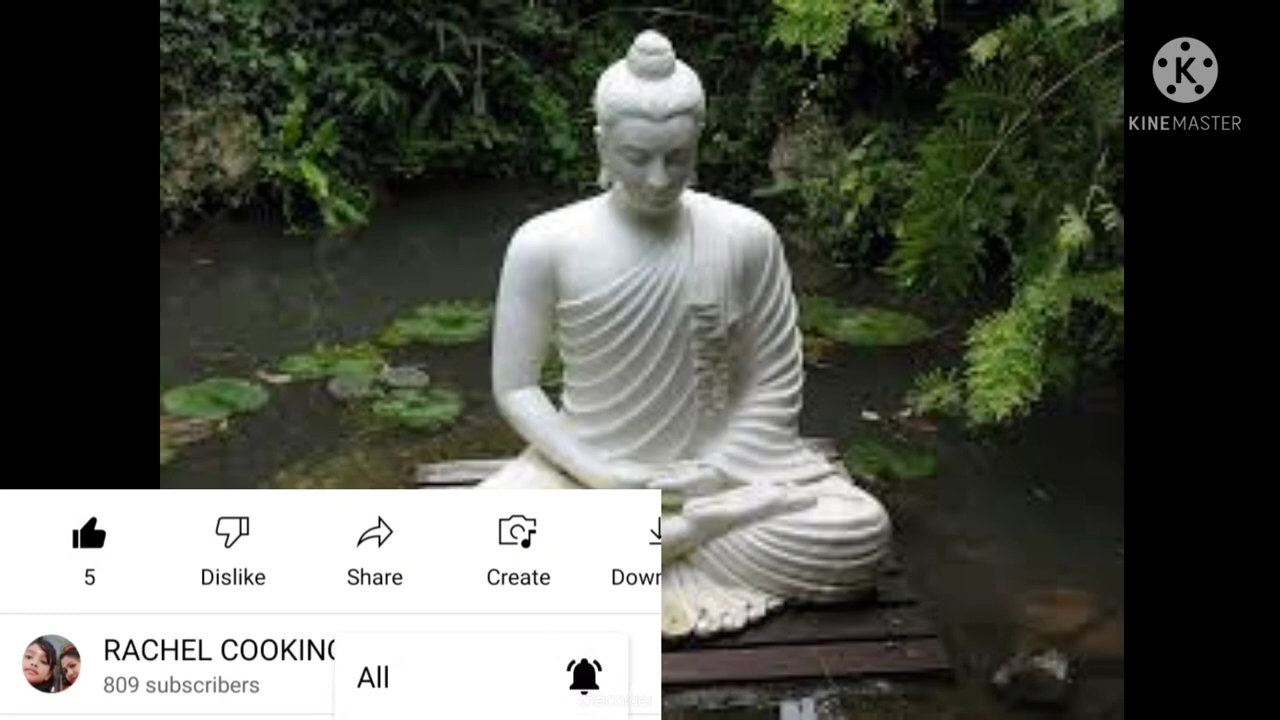 KINEMASTER
5
Dislike
Share
Create
Down
RACHEL COOKING
809 subscribers
All